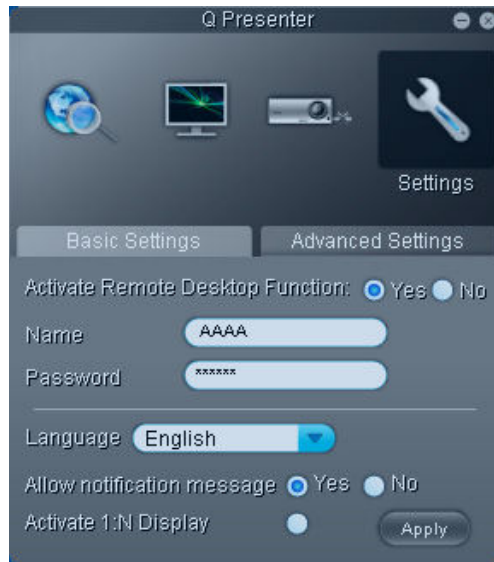 Q Presenter
Settings
Basic Settings Advanced Settings
Activate Remote Desktop Function: Yes No
Name AAAA
Password ******
Language English
Allow notification message Yes No
Activate 1:N Display Apply